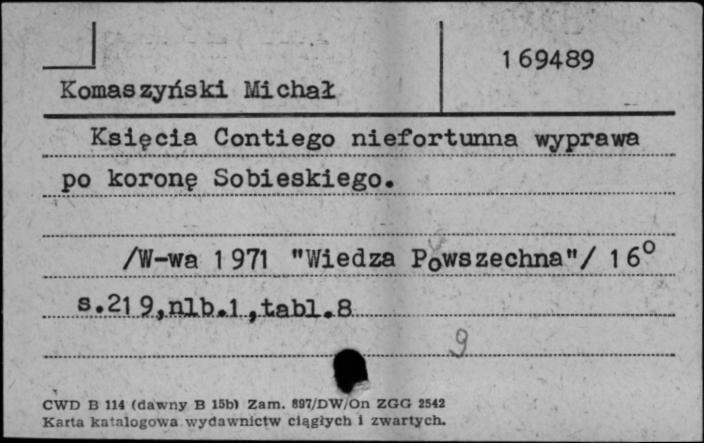 169489
Komaszyński Michał
Księcia Contiego niefortunna wyprawa
po koronę Sobieskiego.
/W-wa 1971 "Wiedza Powszechna"/ 16º
s.219,nlb.1,tabl.8
9
CWD B 114 (dawny B 15b) Zam. 897/DW/On ZGG 2542
Karta katalogowa wydawnictw ciągłych i zwartych.